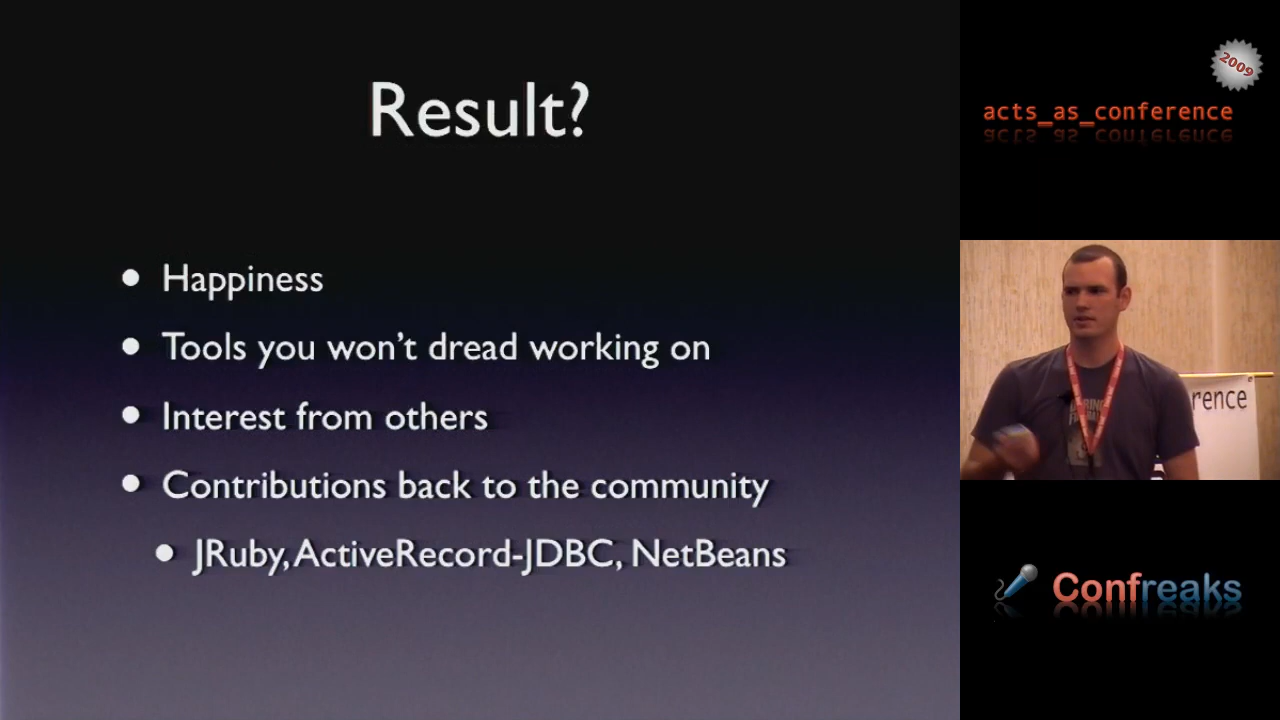 Result?
Happiness
Tools you won't dread working on
Interest from others
Contributions back to the community
JRuby, ActiveRecord-JDBC, NetBeans
2009
acts_as_conference
rence
Confreaks